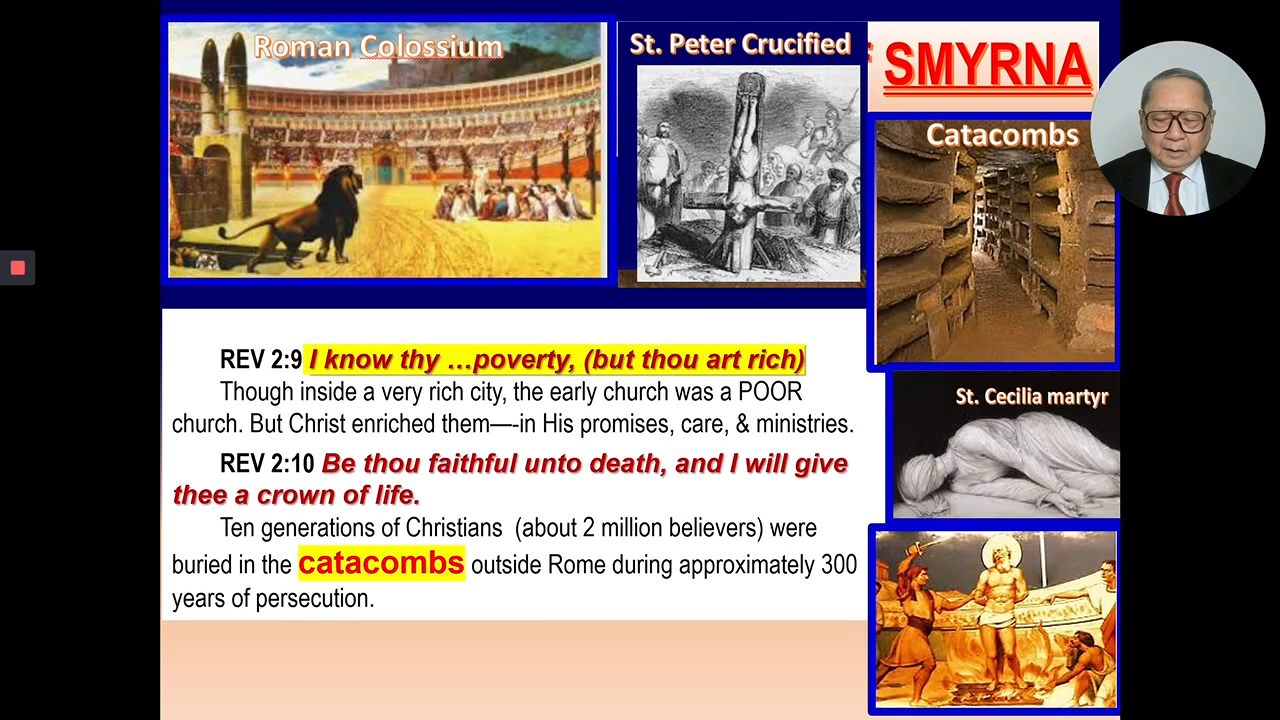 Roman Colossium
St. Peter Crucified
SMYRNA
Catacombs
REV 2:9 I know thy …poverty, (but thou art rich)
Though inside a very rich city, the early church was a POOR
church. But Christ enriched them—-in His promises, care, & ministries.
REV 2:10 Be thou faithful unto death, and I will give
thee a crown of life.
Ten generations of Christians (about 2 million believers) were
buried in the catacombs outside Rome during approximately 300
years of persecution.
St. Cecilia martyr